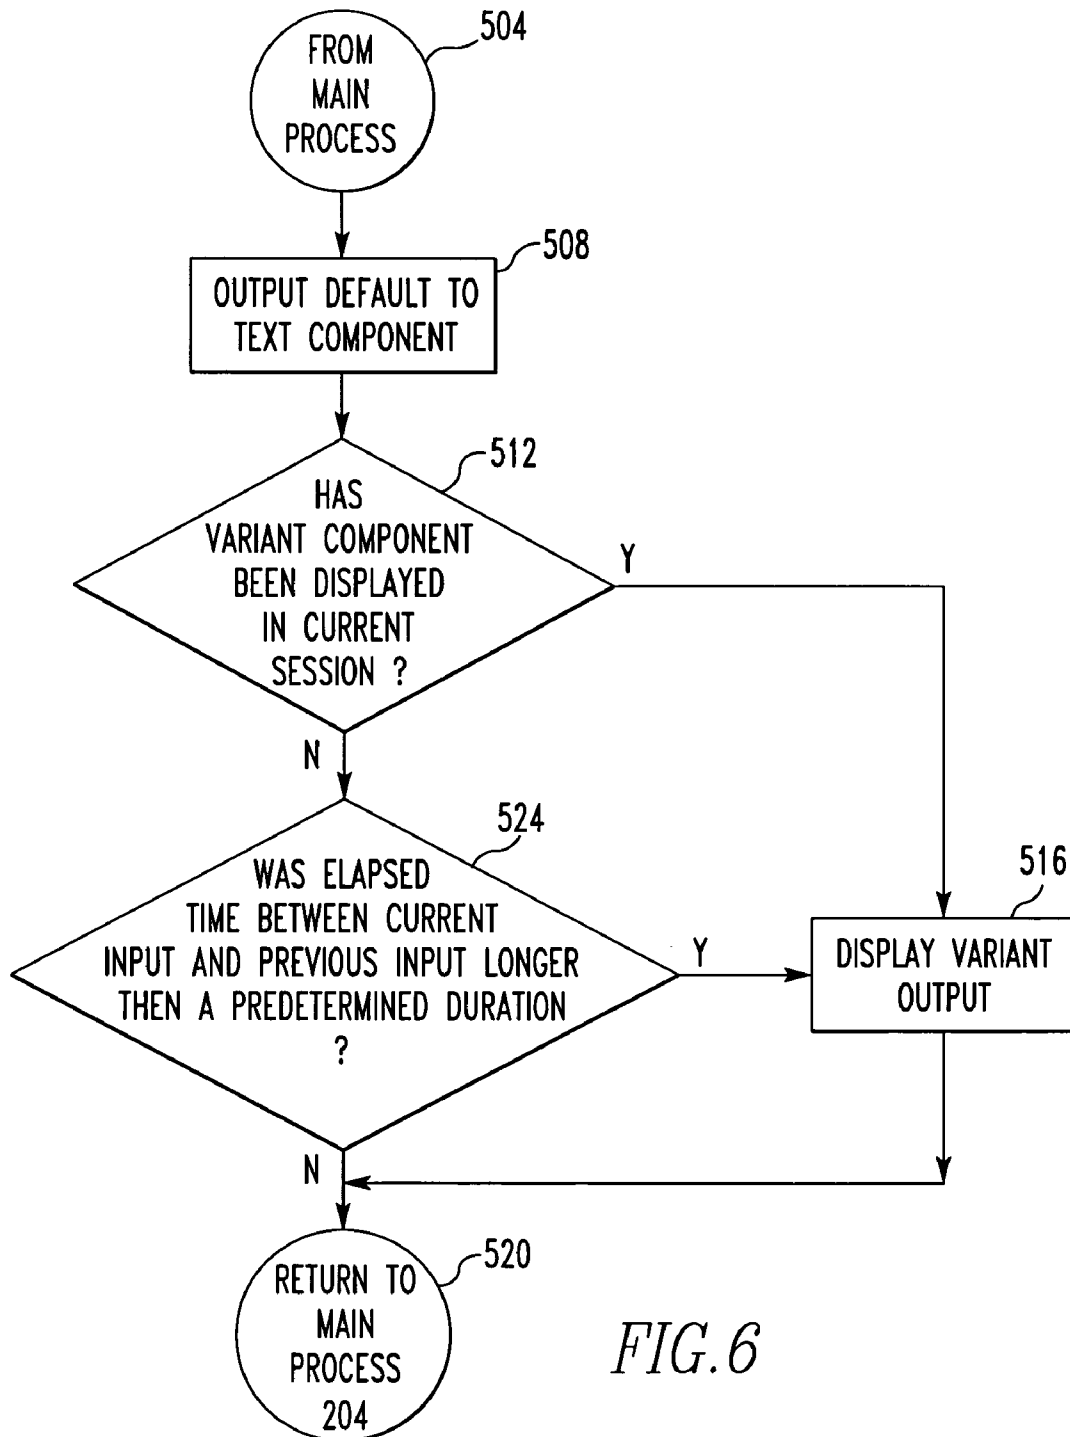 504
FROM
MAIN
PROCESS
508
OUTPUT DEFAULT TO
TEXT COMPONENT
512
HAS
VARIANT COMPONENT
BEEN DISPLAYED
IN CURRENT
SESSION ?
Y
N
524
WAS ELAPSED
TIME BETWEEN CURRENT
INPUT AND PREVIOUS INPUT LONGER
THEN A PREDETERMINED DURATION
?
Y
516
DISPLAY VARIANT
OUTPUT
N
520
RETURN TO
MAIN
PROCESS
204
FIG.6